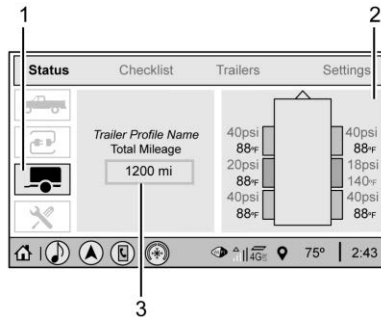 1
2
Status Checklist Trailers Settings
Trailer Profile Name
Total Mileage
1200 mi
40psi 40psi
88°F 88°F
20psi 18psi
88°F 140°F
40psi 40psi
88°F 88°F
4G 75° 2:43
3